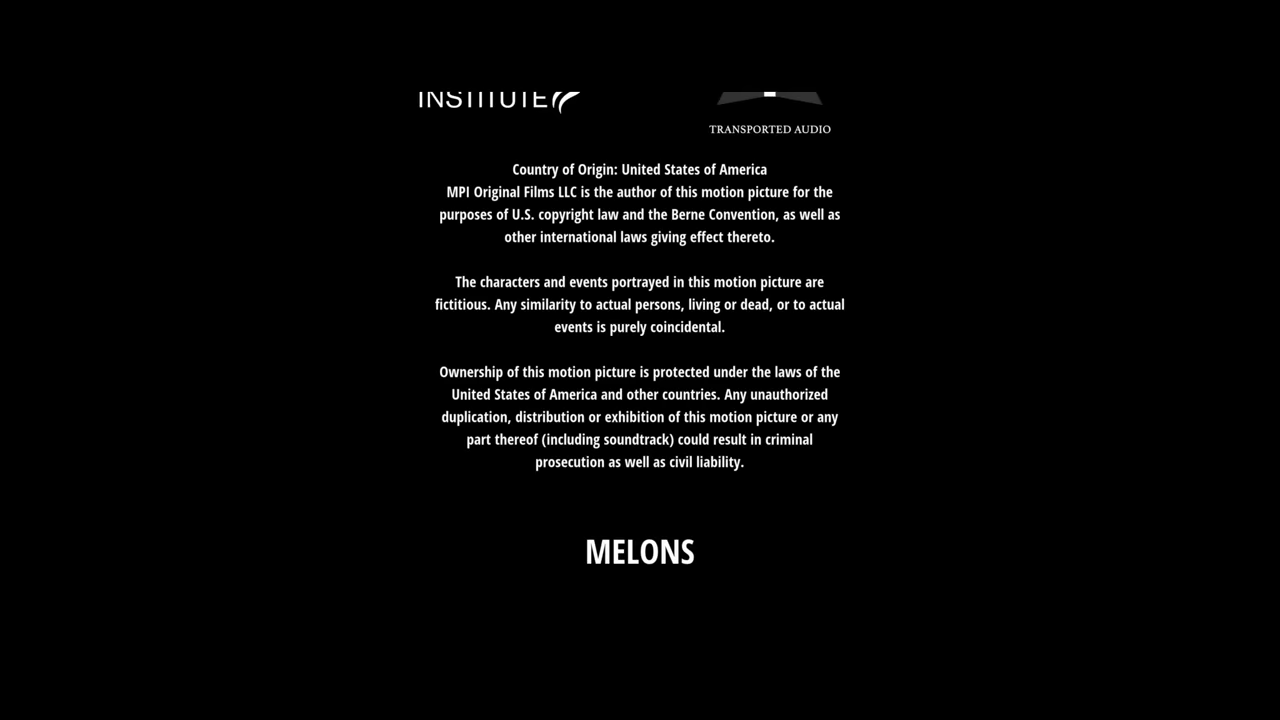 INSTITUTE
TRANSPORTED AUDIO
Country of Origin: United States of America
MPI Original Films LLC is the author of this motion picture for the
purposes of U.S. copyright law and the Berne Convention, as well as
other international laws giving effect thereto.
The characters and events portrayed in this motion picture are
fictitious. Any similarity to actual persons, living or dead, or to actual
events is purely coincidental.
Ownership of this motion picture is protected under the laws of the
United States of America and other countries. Any unauthorized
duplication, distribution or exhibition of this motion picture or any
part thereof (including soundtrack) could result in criminal
prosecution as well as civil liability.
MELONS